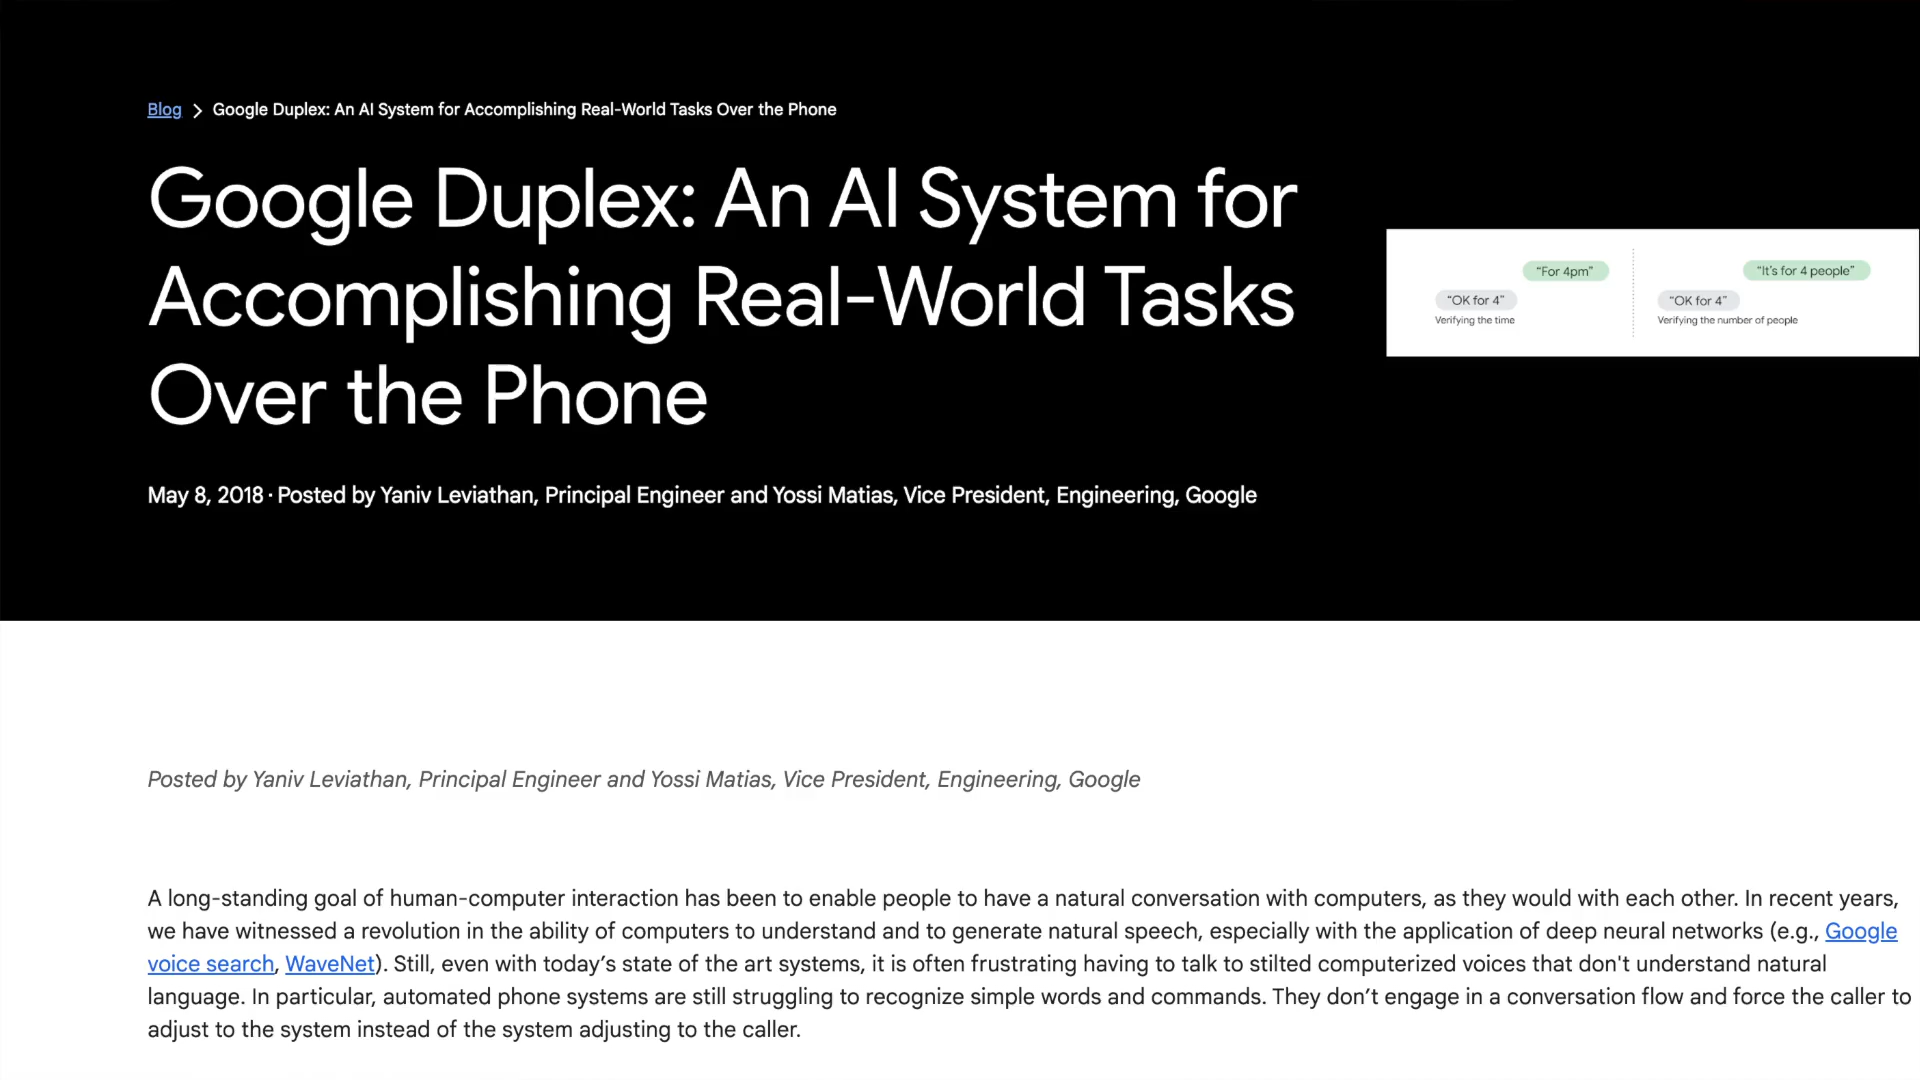 Blog > Google Duplex: An AI System for Accomplishing Real-World Tasks Over the Phone
Google Duplex: An AI System for
Accomplishing Real-World Tasks
Over the Phone
May 8, 2018 · Posted by Yaniv Leviathan, Principal Engineer and Yossi Matias, Vice President, Engineering, Google
“For 4pm”
“OK for 4”
Verifying the time
“It’s for 4 people”
“OK for 4”
Verifying the number of people
Posted by Yaniv Leviathan, Principal Engineer and Yossi Matias, Vice President, Engineering, Google
A long-standing goal of human-computer interaction has been to enable people to have a natural conversation with computers, as they would with each other. In recent years,
we have witnessed a revolution in the ability of computers to understand and to generate natural speech, especially with the application of deep neural networks (e.g., Google
voice search, WaveNet). Still, even with today’s state of the art systems, it is often frustrating having to talk to stilted computerized voices that don't understand natural
language. In particular, automated phone systems are still struggling to recognize simple words and commands. They don’t engage in a conversation flow and force the caller to
adjust to the system instead of the system adjusting to the caller.